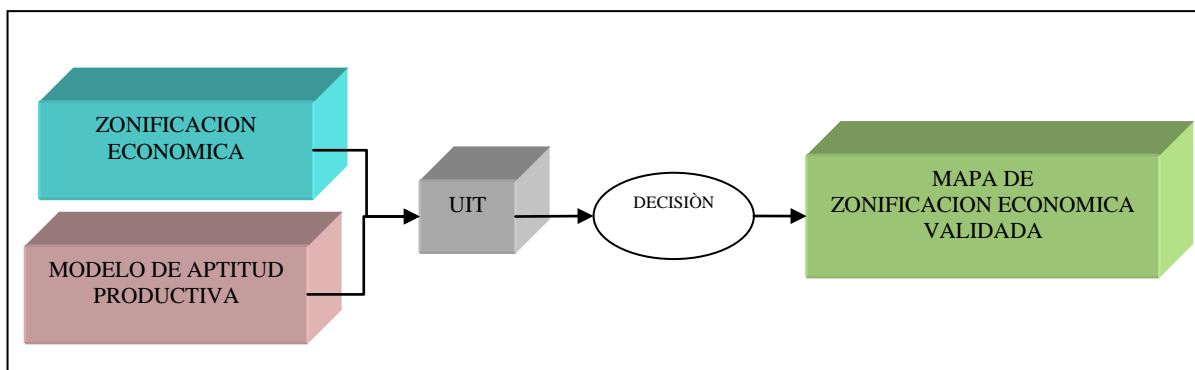 ZONIFICACION
ECONOMICA
MODELO DE APTITUD
PRODUCTIVA
UIT
DECISIÒN
MAPA DE
ZONIFICACION ECONOMICA
VALIDADA